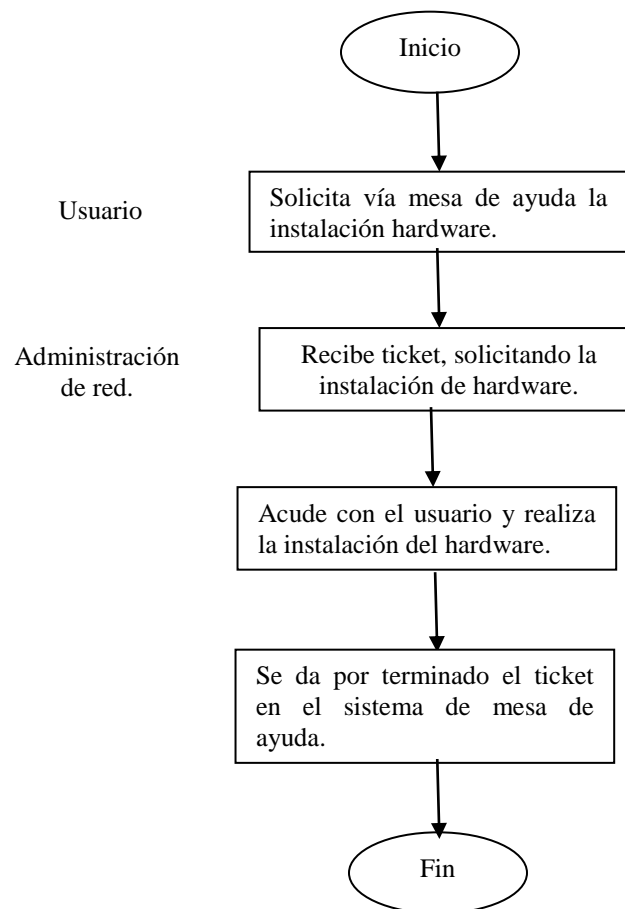 Inicio
Usuario
Solicita vía mesa de ayuda la
instalación hardware.
Administración
de red.
Recibe ticket, solicitando la
instalación de hardware.
Acude con el usuario y realiza
la instalación del hardware.
Se da por terminado el ticket
en el sistema de mesa de
ayuda.
Fin